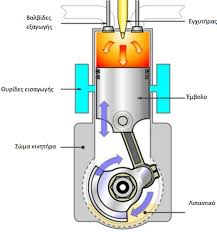 Βαλβίδες
εξαγωγής
Εγχυτήρας
Θυρίδες εισαγωγής
Έμβολο
Σώμα κινητήρα
Λιπαντικό